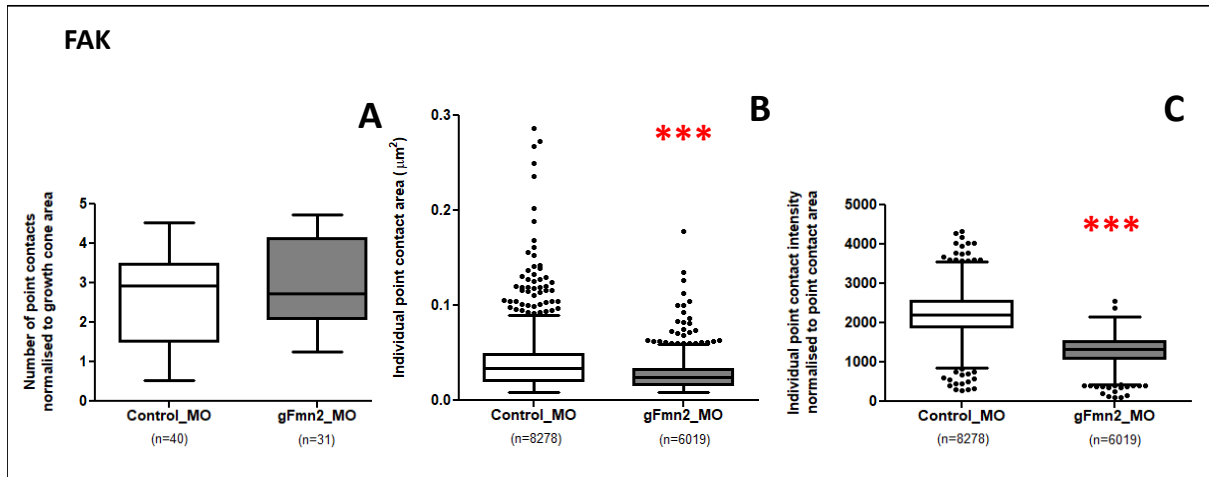 FAK
A
Number of point contacts
normalised to growth cone area
5
4
3
2
1
0
Control_MO
gFmn2_MO
(n=40)
(n=31)
B
***
Individual point contact area (µm²)
0.3
0.2
0.1
0.0
Control_MO
gFmn2_MO
(n=8278)
(n=6019)
C
***
Individual point contact intensity
normalised to point contact area
5000
4000
3000
2000
1000
0
Control_MO
gFmn2_MO
(n=8278)
(n=6019)